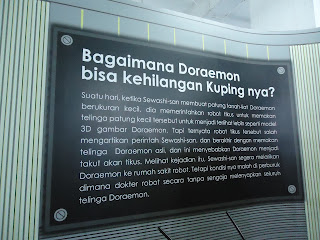 Bagaimana Doraemon
bisa kehilangan Kuping nya?
Suatu hari, ketika Sewashi-san membuat patung tanah-liat Doraemon
berukuran kecil, dia memerintahkan robot tikus untuk memakan
telinga patung kecil tersebut untuk menjadi terlihat lebih seperti model
3D gambar Doraemon. Tapi ternyata robot tikus tersebut salah
mengartikan perintah Sewashi-san, dan berakhir dengan memakan
telinga Doraemon asli, dan ini menyebabkan Doraemon menjadi
takut akan tikus. Melihat kejadian itu, Sewashi-san segera melarikan
Doraemon ke rumah sakit robot. Tetapi kondisi nya malah di perburuk
dimana dokter robot secara tanpa sengaja melenyapkan seluruh
telinga Doraemon.